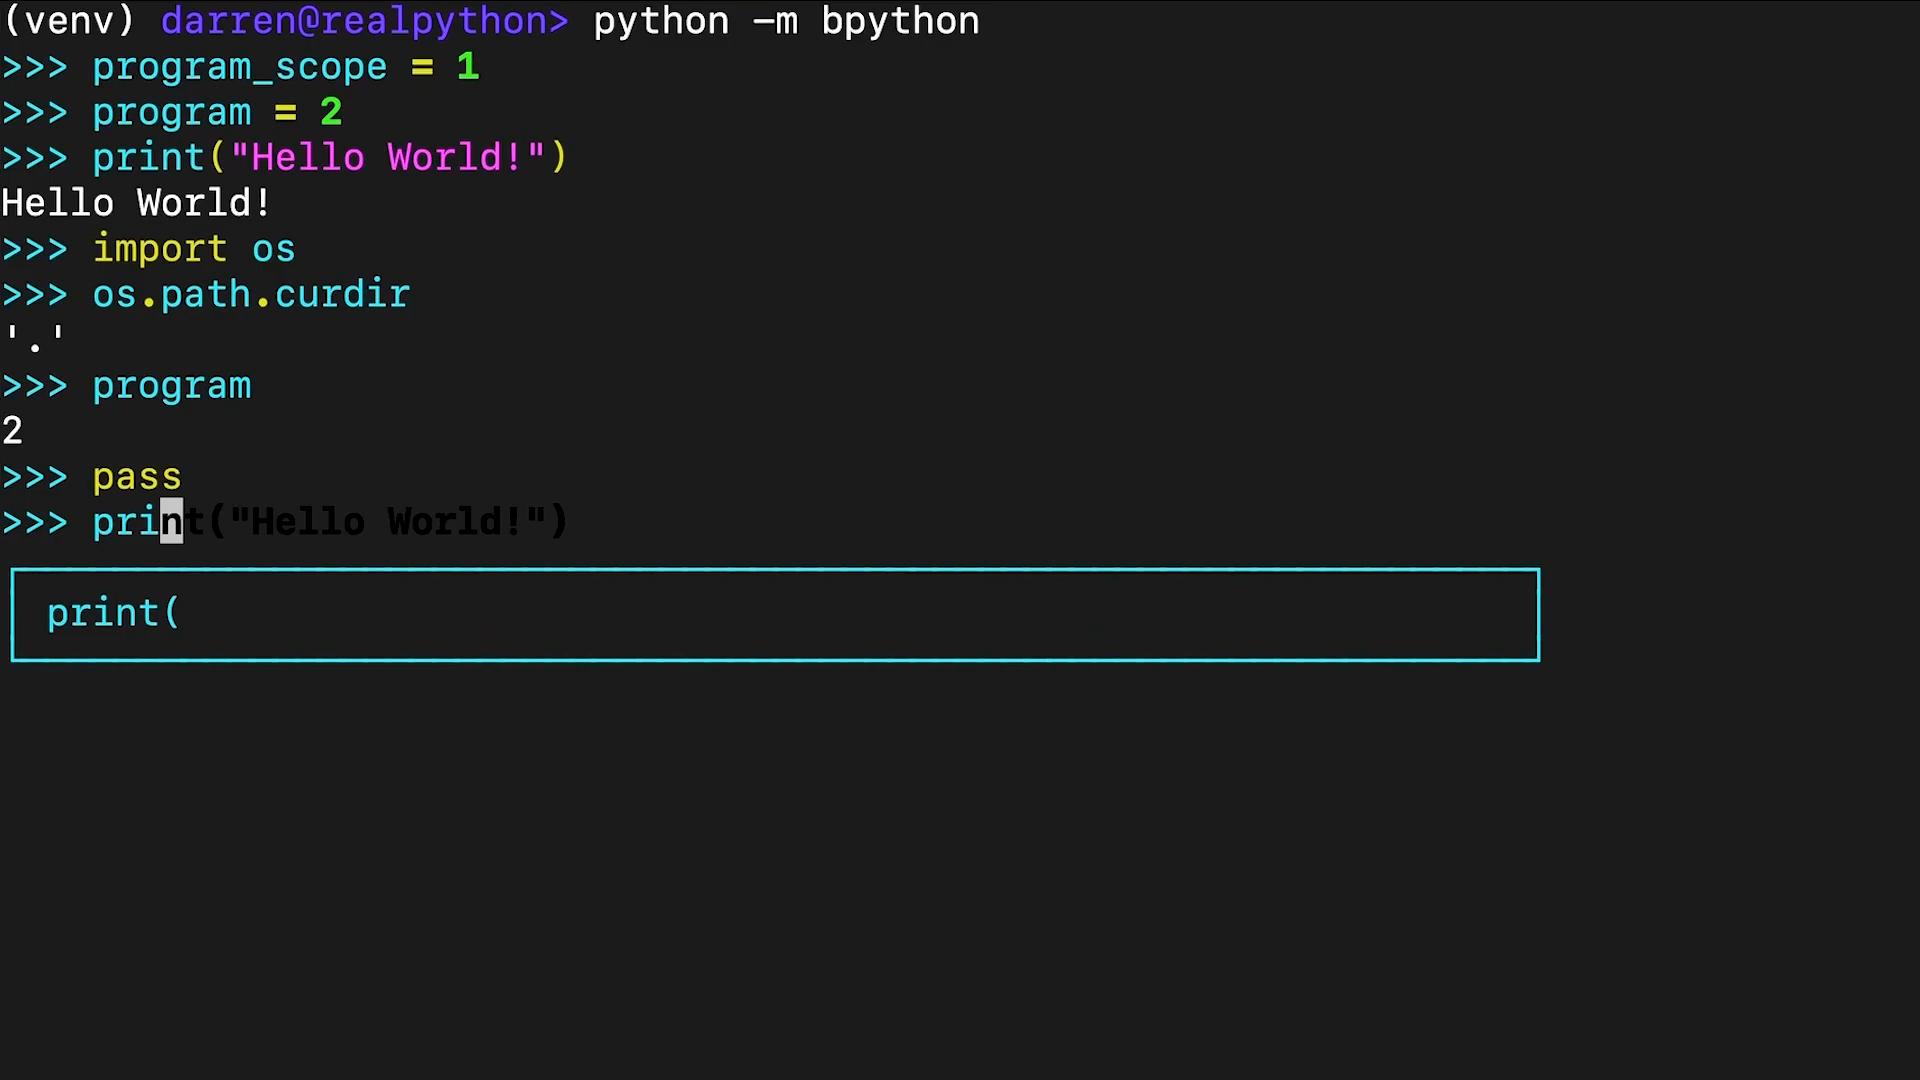 (venv) darren@realpython> python -m bpython
>>> program_scope = 1
>>> program = 2
>>> print("Hello World!")
Hello World!
>>> import os
>>> os.path.curdir
'.'
>>> program
2
>>> pass
>>> print("Hello World!")
print(